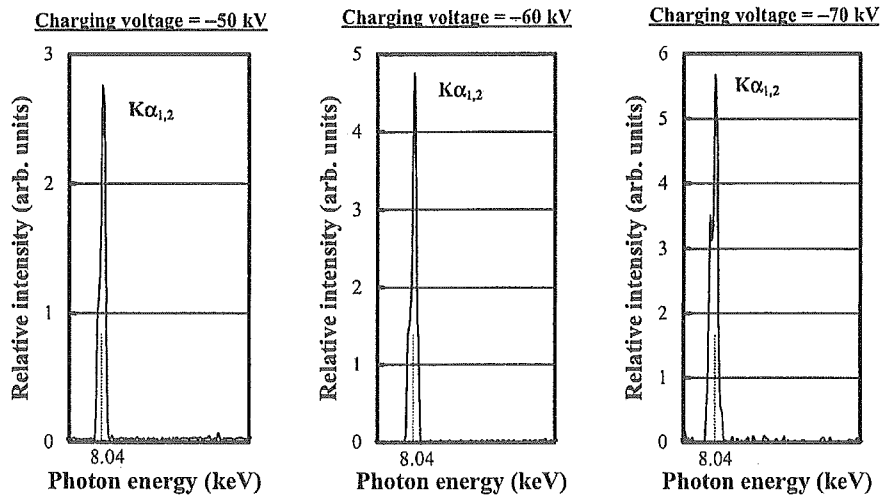 Charging voltage = −50 kV
3
2
1
0
Relative intensity (arb. units)
Kα1,2
8.04
Photon energy (keV)
Charging voltage = −60 kV
5
4
3
2
1
0
Relative intensity (arb. units)
Kα1,2
8.04
Photon energy (keV)
Charging voltage = −70 kV
6
5
4
3
2
1
0
Relative intensity (arb. units)
Kα1,2
8.04
Photon energy (keV)